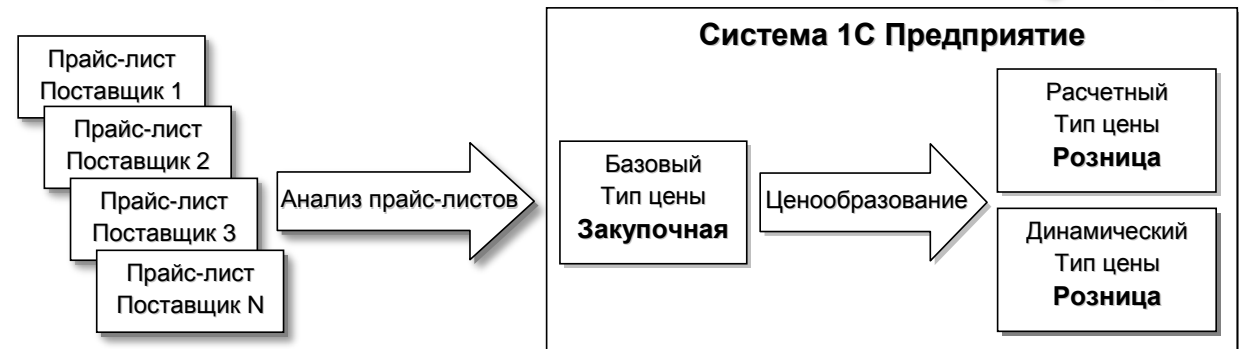 Система 1С Предприятие
Прайс-лист
Поставщик 1
Прайс-лист
Поставщик 2
Прайс-лист
Поставщик 3
Прайс-лист
Поставщик N
Анализ прайс-листов
Базовый
Тип цены
Закупочная
Ценообразование
Расчетный
Тип цены
Розница
Динамический
Тип цены
Розница